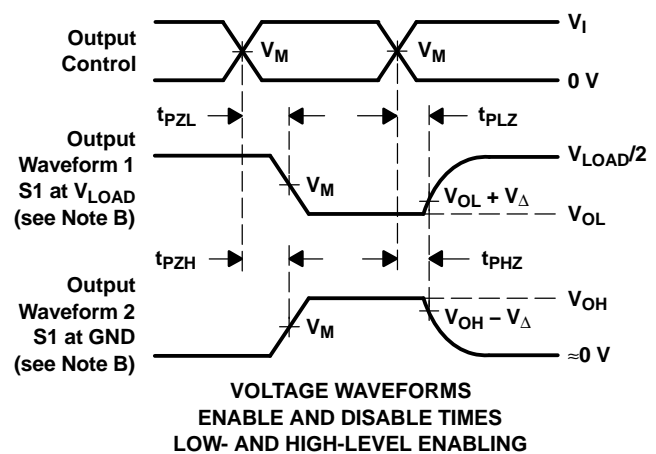 Output
Control
V_M
V_M
V_I
0 V
t_PZL
t_PLZ
Output
Waveform 1
S1 at V_LOAD
(see Note B)
V_M
V_LOAD/2
V_OL + V_Δ
V_OL
t_PZH
t_PHZ
Output
Waveform 2
S1 at GND
(see Note B)
V_M
V_OH
V_OH − V_Δ
≈0 V
VOLTAGE WAVEFORMS
ENABLE AND DISABLE TIMES
LOW- AND HIGH-LEVEL ENABLING